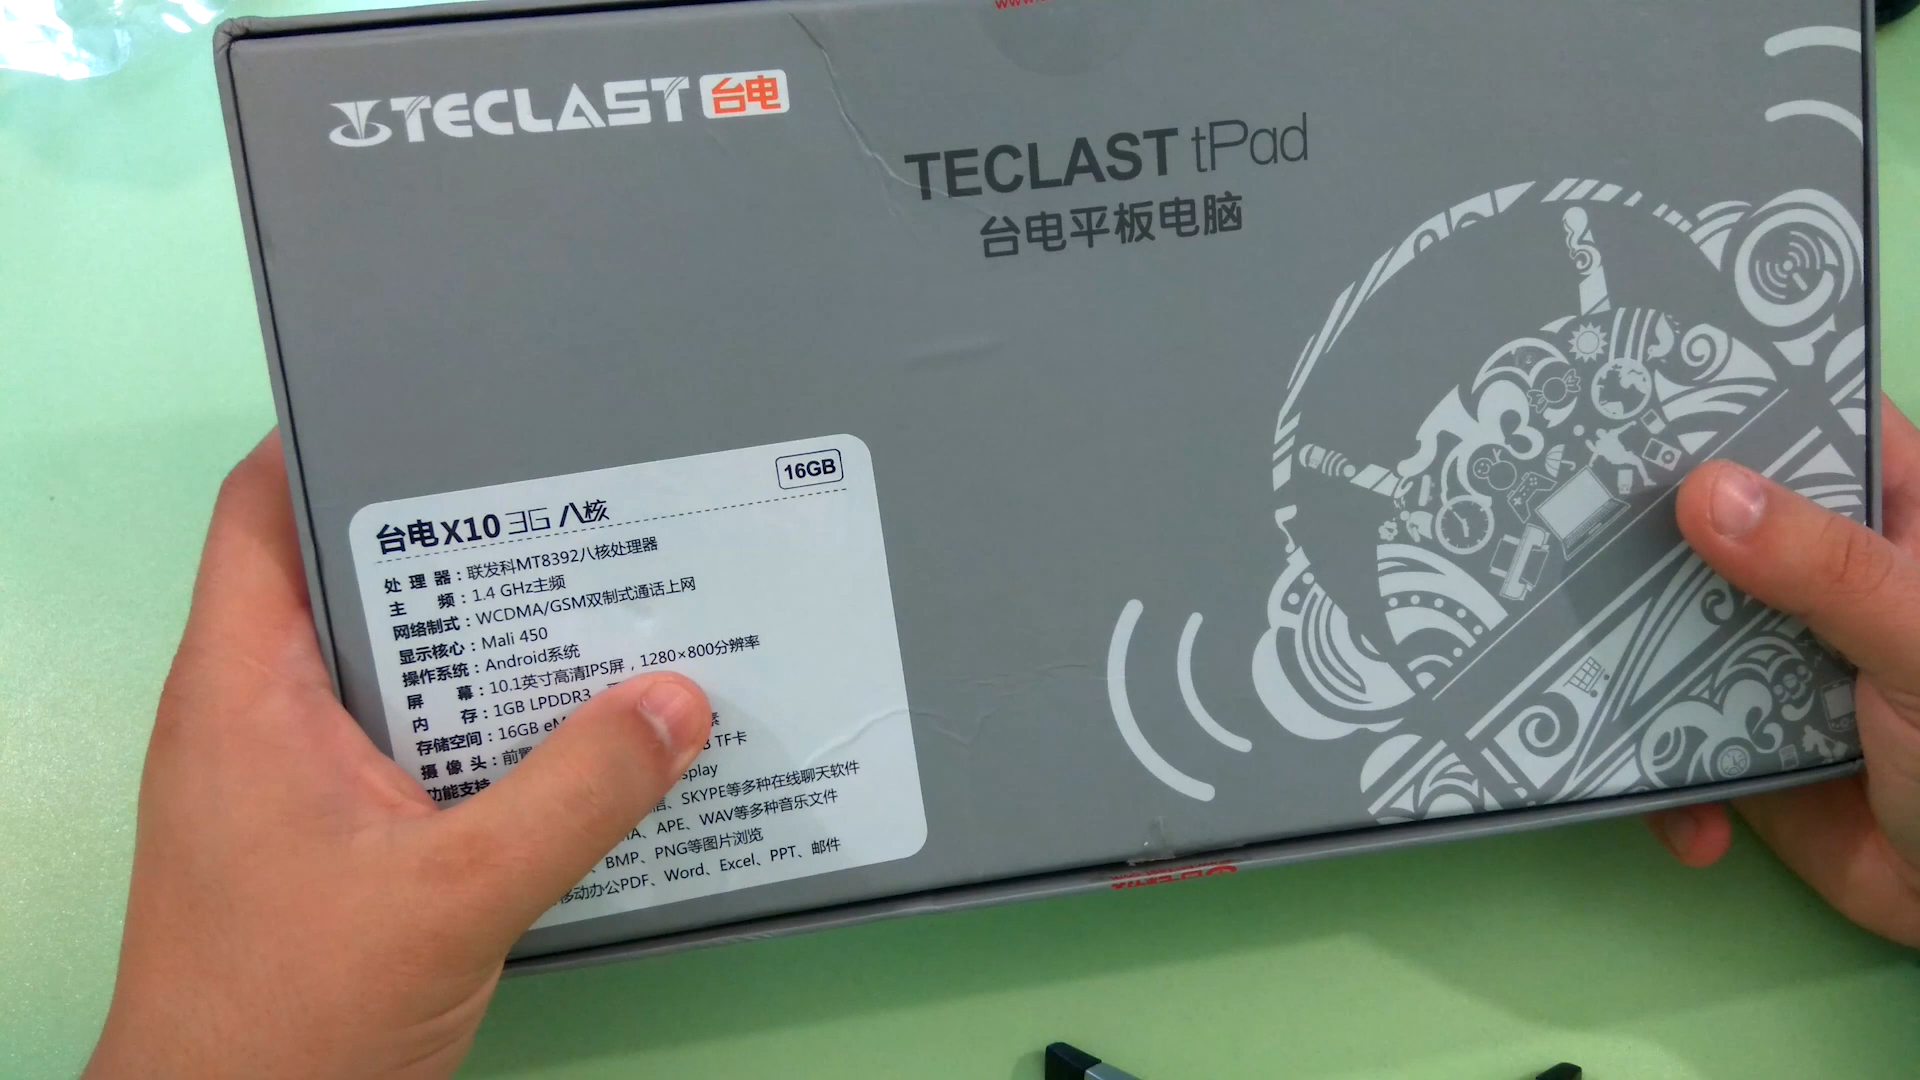 TECLAST 台电
TECLAST tPad
台电平板电脑
16GB
台电X10 3G 八核
处理器：联发科MT8392八核处理器
主频：1.4 GHz主频
网络制式：WCDMA/GSM双制式通话上网
显示核心：Mali 450
操作系统：Android系统
屏幕：10.1英寸高清IPS屏，1280×800分辨率
内存：1GB LPDDR3
存储空间：16GB
摄像头：前置
TF卡
功能支持
、SKYPE等多种在线聊天软件
、APE、WAV等多种音乐文件
、BMP、PNG等图片浏览
移动办公PDF、Word、Excel、PPT、邮件